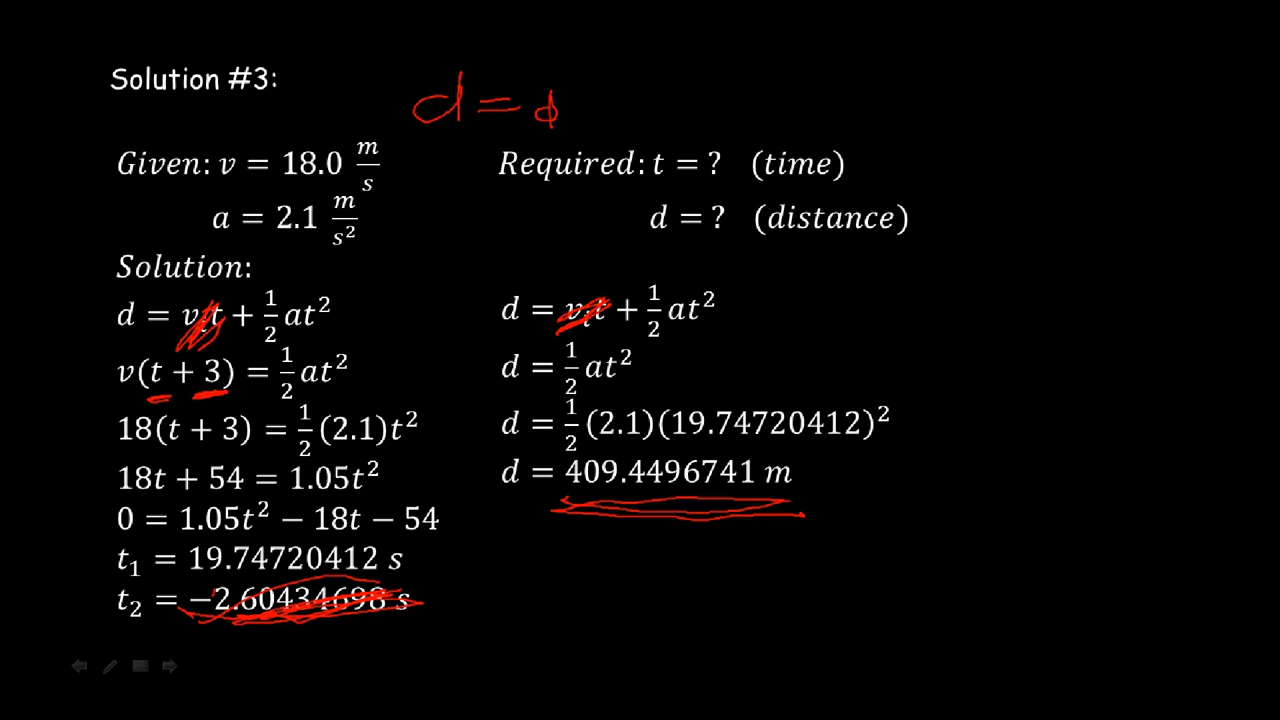 Solution #3:
d = d
Given: v = 18.0 m/s
a = 2.1 m/s²
Required: t = ? (time)
d = ? (distance)
Solution:
d = vᵢt + ½at²
v(t + 3) = ½at²
18(t + 3) = ½(2.1)t²
18t + 54 = 1.05t²
0 = 1.05t² − 18t − 54
t₁ = 19.74720412 s
t₂ = −2.60434698 s
d = vᵢt + ½at²
d = ½at²
d = ½(2.1)(19.74720412)²
d = 409.4496741 m